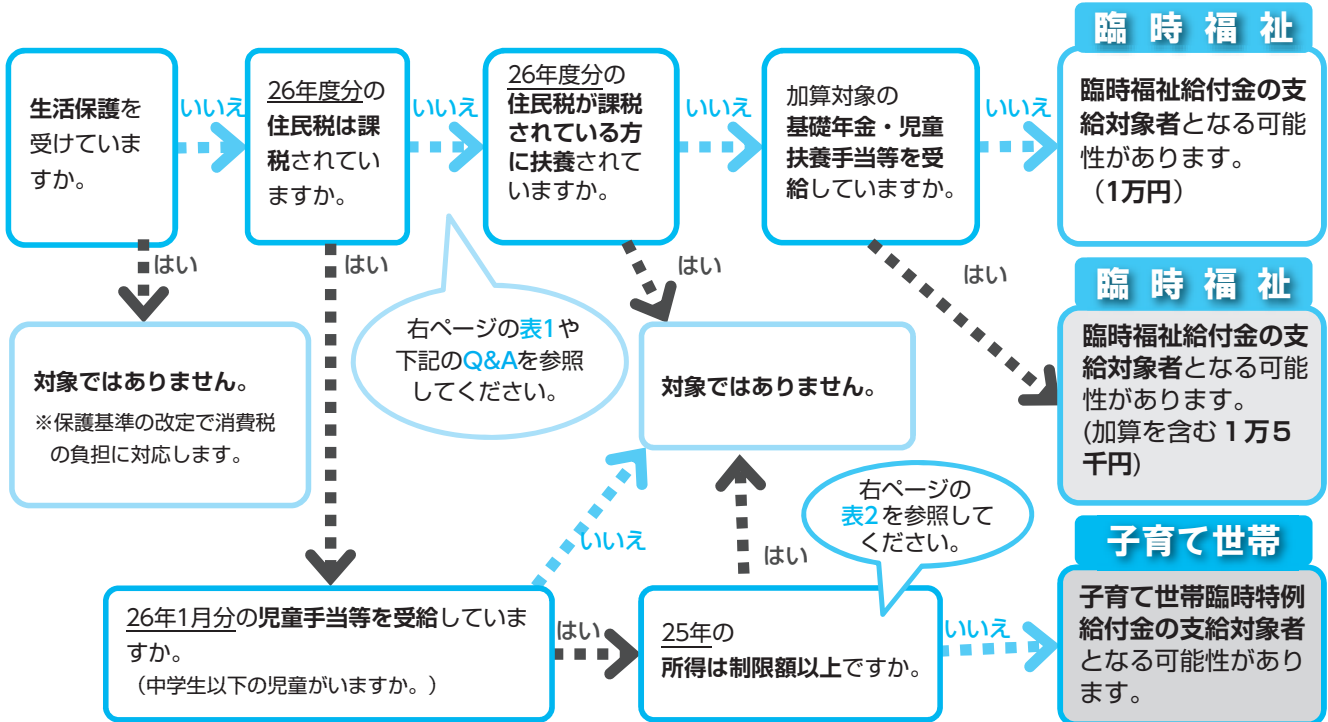 生活保護を
受けていま
すか。
いいえ
はい
26年度分の
住民税は課
税されてい
ますか。
いいえ
はい
26年度分の
住民税が課税
されている方
に扶養されて
いますか。
いいえ
はい
加算対象の
基礎年金・児童
扶養手当等を受
給していますか。
いいえ
はい
臨時福祉
臨時福祉給付金の支
給対象者となる可能
性があります。
（1万円）
臨時福祉
臨時福祉給付金の支
給対象者となる可能
性があります。
(加算を含む１万５
千円)
対象ではありません。
※保護基準の改定で消費税
の負担に対応します。
右ページの表1や
下記のQ&Aを参照
してください。
対象ではありません。
26年1月分の児童手当等を受給していま
すか。
（中学生以下の児童がいますか。）
いいえ
はい
25年の
所得は制限額以上ですか。
はい
いいえ
右ページの
表2を参照して
ください。
子育て世帯
子育て世帯臨時特例
給付金の支給対象者
となる可能性があり
ます。